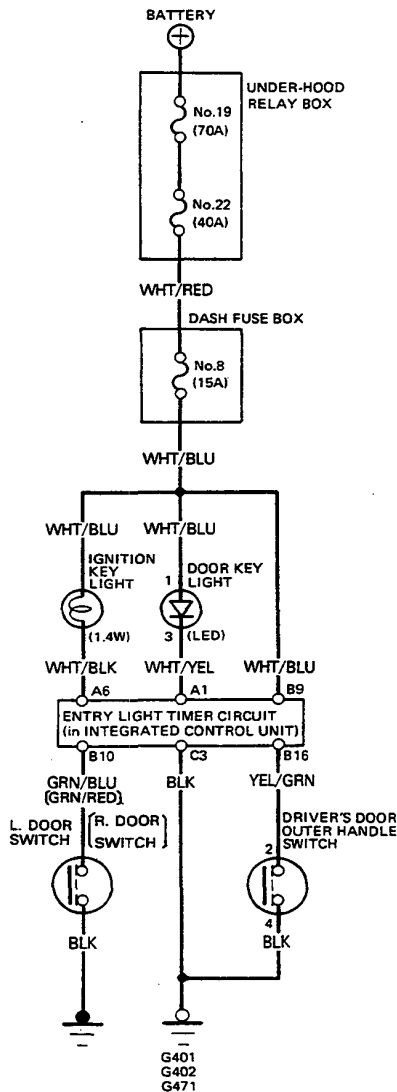 BATTERY
UNDER-HOOD
RELAY BOX
No.19
(70A)
No.22
(40A)
WHT/RED
DASH FUSE BOX
No.8
(15A)
WHT/BLU
WHT/BLU WHT/BLU
IGNITION
KEY
LIGHT
(1.4W)
DOOR KEY
LIGHT
1
3 (LED)
WHT/BLK WHT/YEL WHT/BLU
A6 A1 B9
ENTRY LIGHT TIMER CIRCUIT
(in INTEGRATED CONTROL UNIT)
B10 C3 B16
GRN/BLU BLK YEL/GRN
(GRN/RED)
L. DOOR
SWITCH
(R. DOOR
SWITCH)
DRIVER'S DOOR
OUTER HANDLE
SWITCH
2
4
BLK BLK
G401
G402
G471